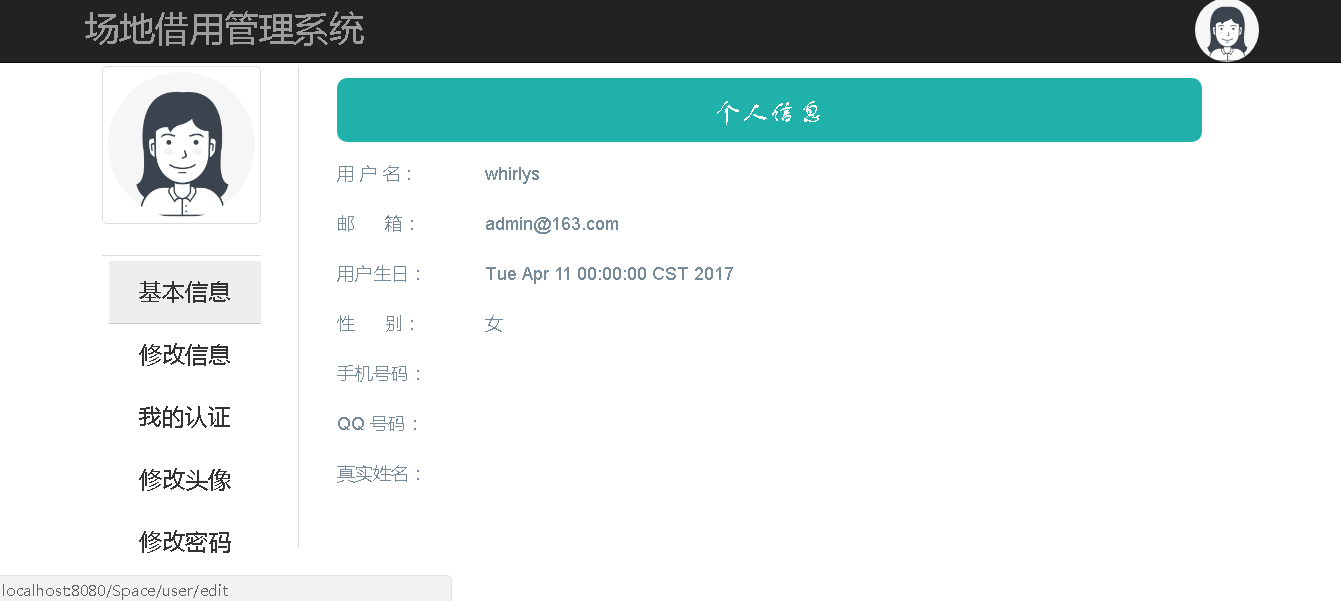 场地借用管理系统
个人信息
用 户 名： whirlys
邮 箱： admin@163.com
用户生日： Tue Apr 11 00:00:00 CST 2017
性 别： 女
手机号码：
QQ 号码：
真实姓名：
基本信息
修改信息
我的认证
修改头像
修改密码
localhost:8080/Space/user/edit